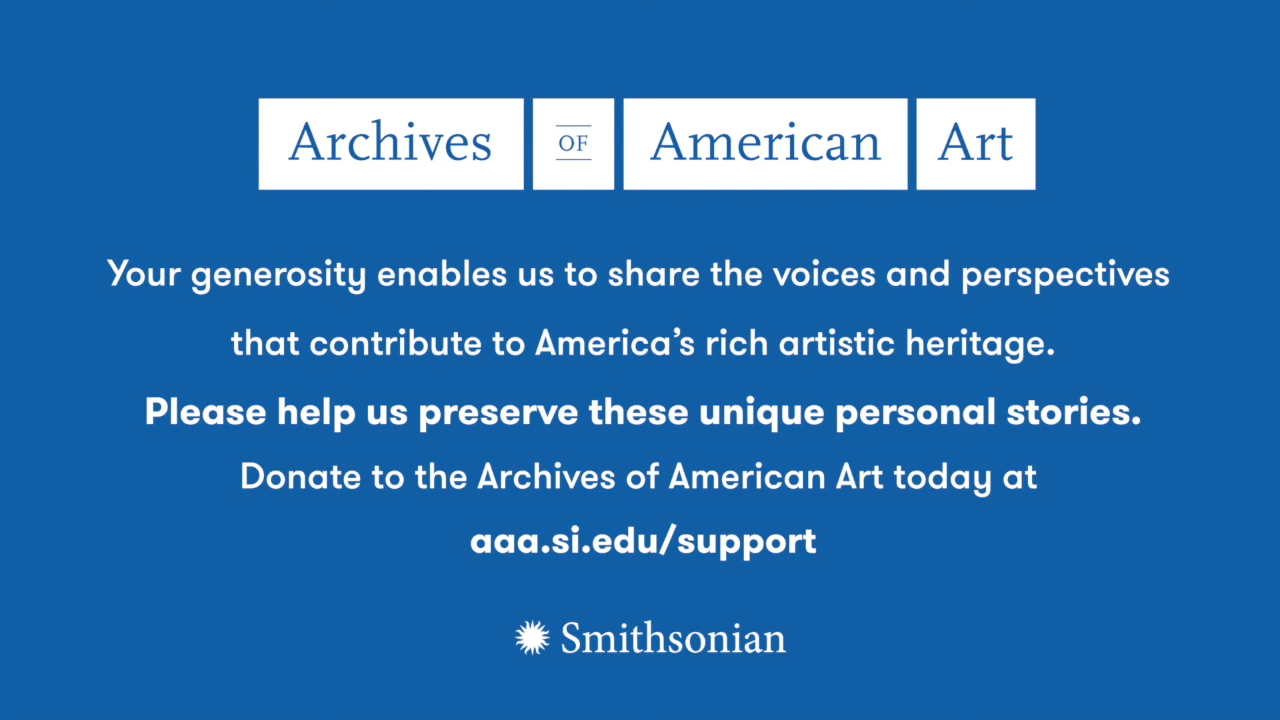 Archives OF American Art
Your generosity enables us to share the voices and perspectives
that contribute to America’s rich artistic heritage.
Please help us preserve these unique personal stories.
Donate to the Archives of American Art today at
aaa.si.edu/support
Smithsonian